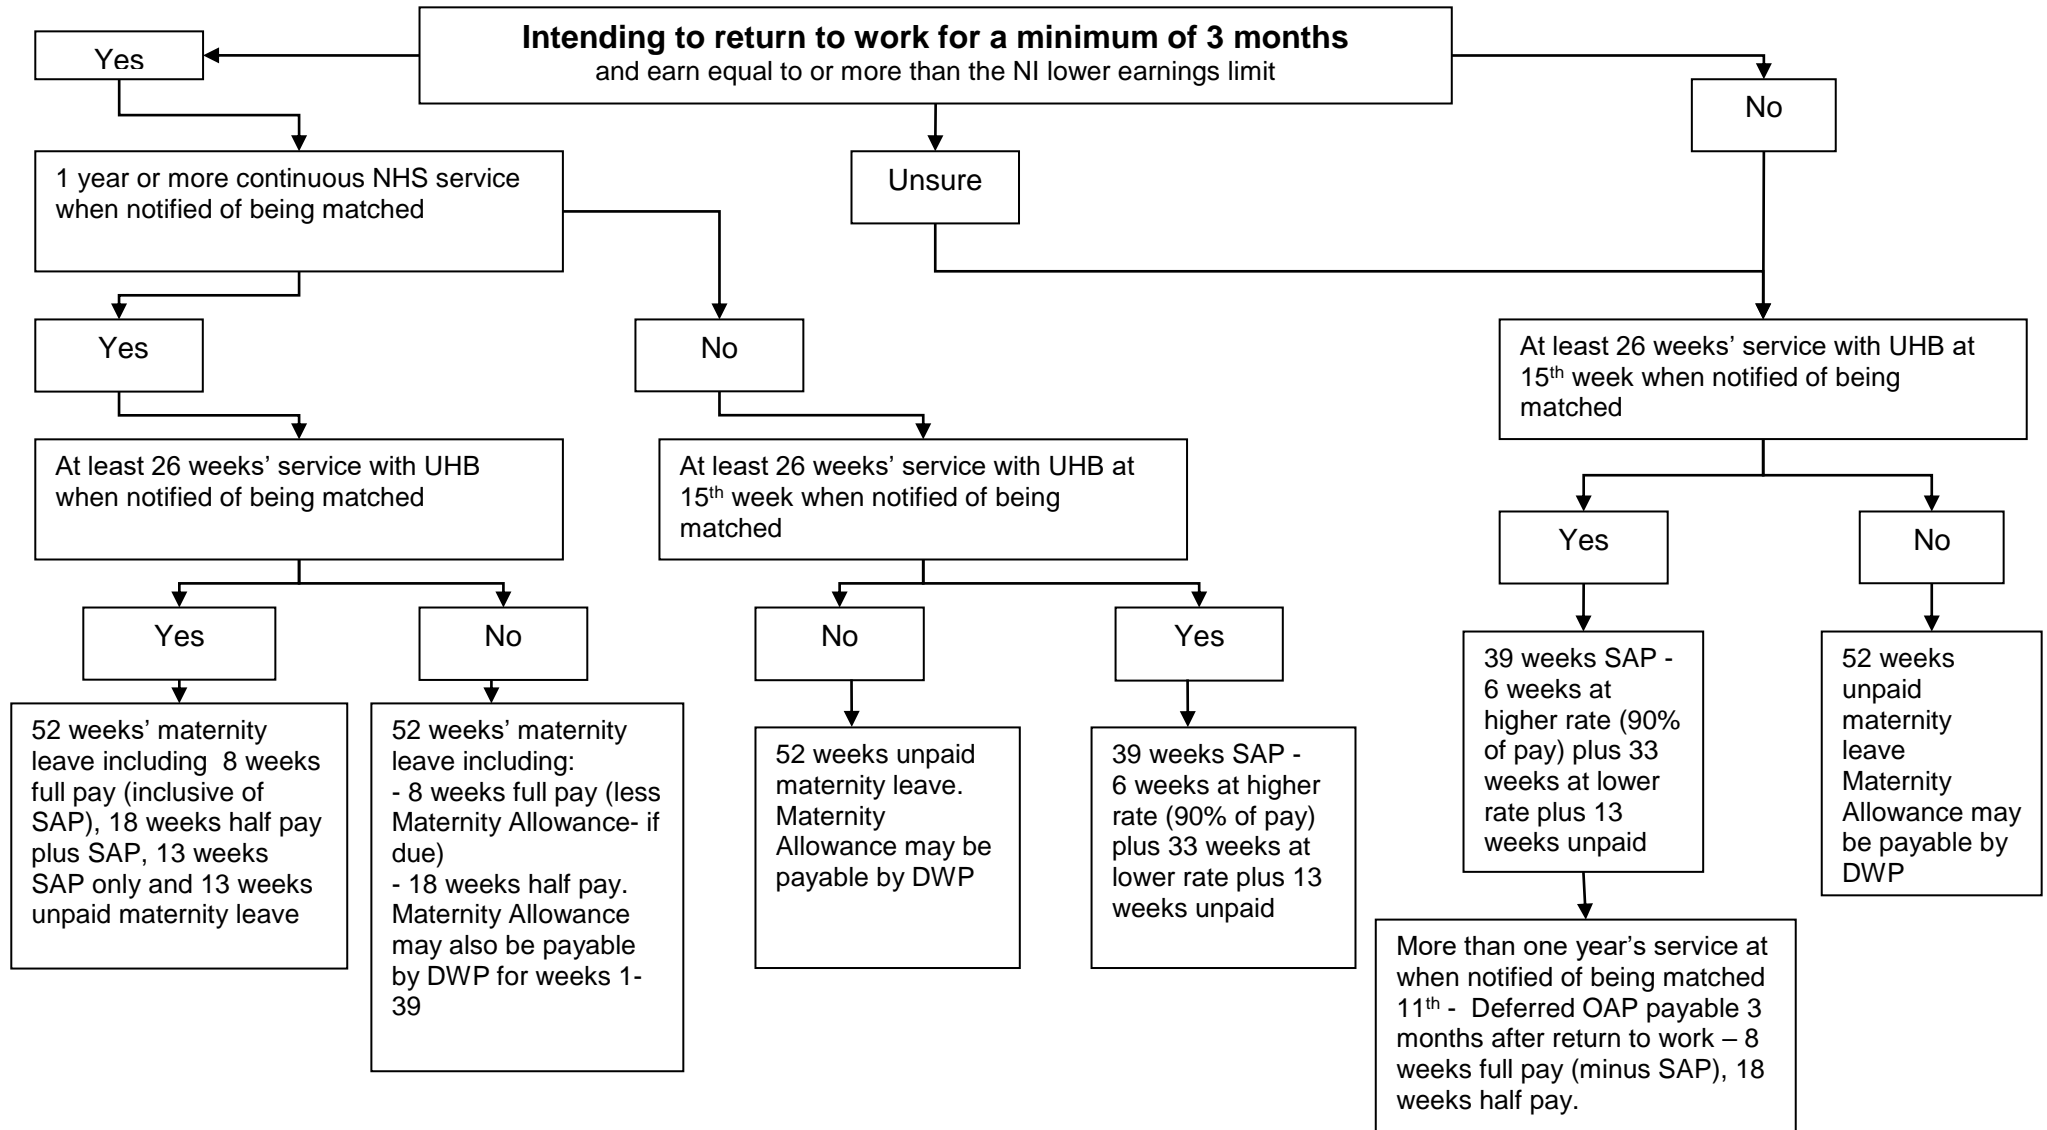 Intending to return to work for a minimum of 3 months
and earn equal to or more than the NI lower earnings limit
Yes
No
Unsure
1 year or more continuous NHS service
when notified of being matched
Yes
No
At least 26 weeks’ service with UHB at
15th week when notified of being
matched
At least 26 weeks’ service with UHB
when notified of being matched
At least 26 weeks’ service with UHB at
15th week when notified of being
matched
Yes
No
Yes
No
No
Yes
52 weeks’ maternity
leave including 8 weeks
full pay (inclusive of
SAP), 18 weeks half pay
plus SAP, 13 weeks
SAP only and 13 weeks
unpaid maternity leave
52 weeks’ maternity
leave including:
- 8 weeks full pay (less
Maternity Allowance- if
due)
- 18 weeks half pay.
Maternity Allowance
may also be payable
by DWP for weeks 1-
39
52 weeks unpaid
maternity leave.
Maternity
Allowance may be
payable by DWP
39 weeks SAP -
6 weeks at higher
rate (90% of pay)
plus 33 weeks at
lower rate plus 13
weeks unpaid
39 weeks SAP -
6 weeks at
higher rate (90%
of pay) plus 33
weeks at lower
rate plus 13
weeks unpaid
52 weeks
unpaid
maternity
leave
Maternity
Allowance may
be payable by
DWP
More than one year’s service at
when notified of being matched
11th - Deferred OAP payable 3
months after return to work – 8
weeks full pay (minus SAP), 18
weeks half pay.